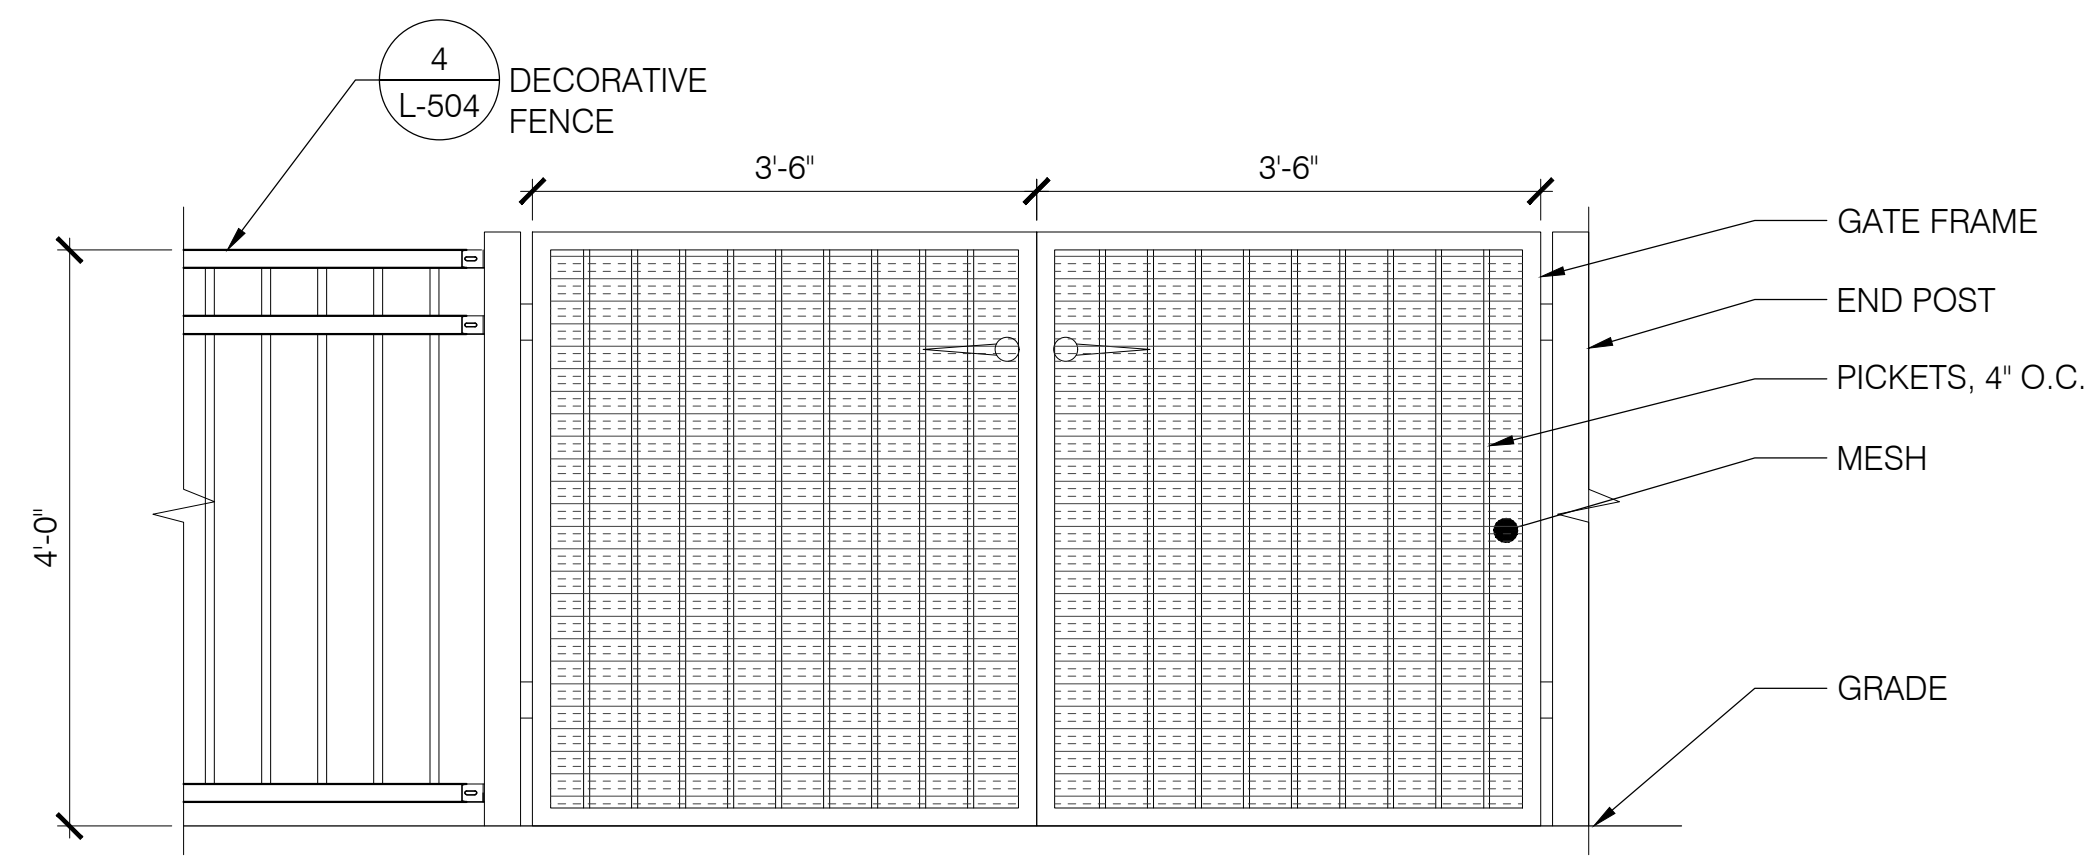 4
L-504
DECORATIVE
FENCE
3'-6"
3'-6"
GATE FRAME
END POST
PICKETS, 4" O.C.
MESH
4'-0"
GRADE